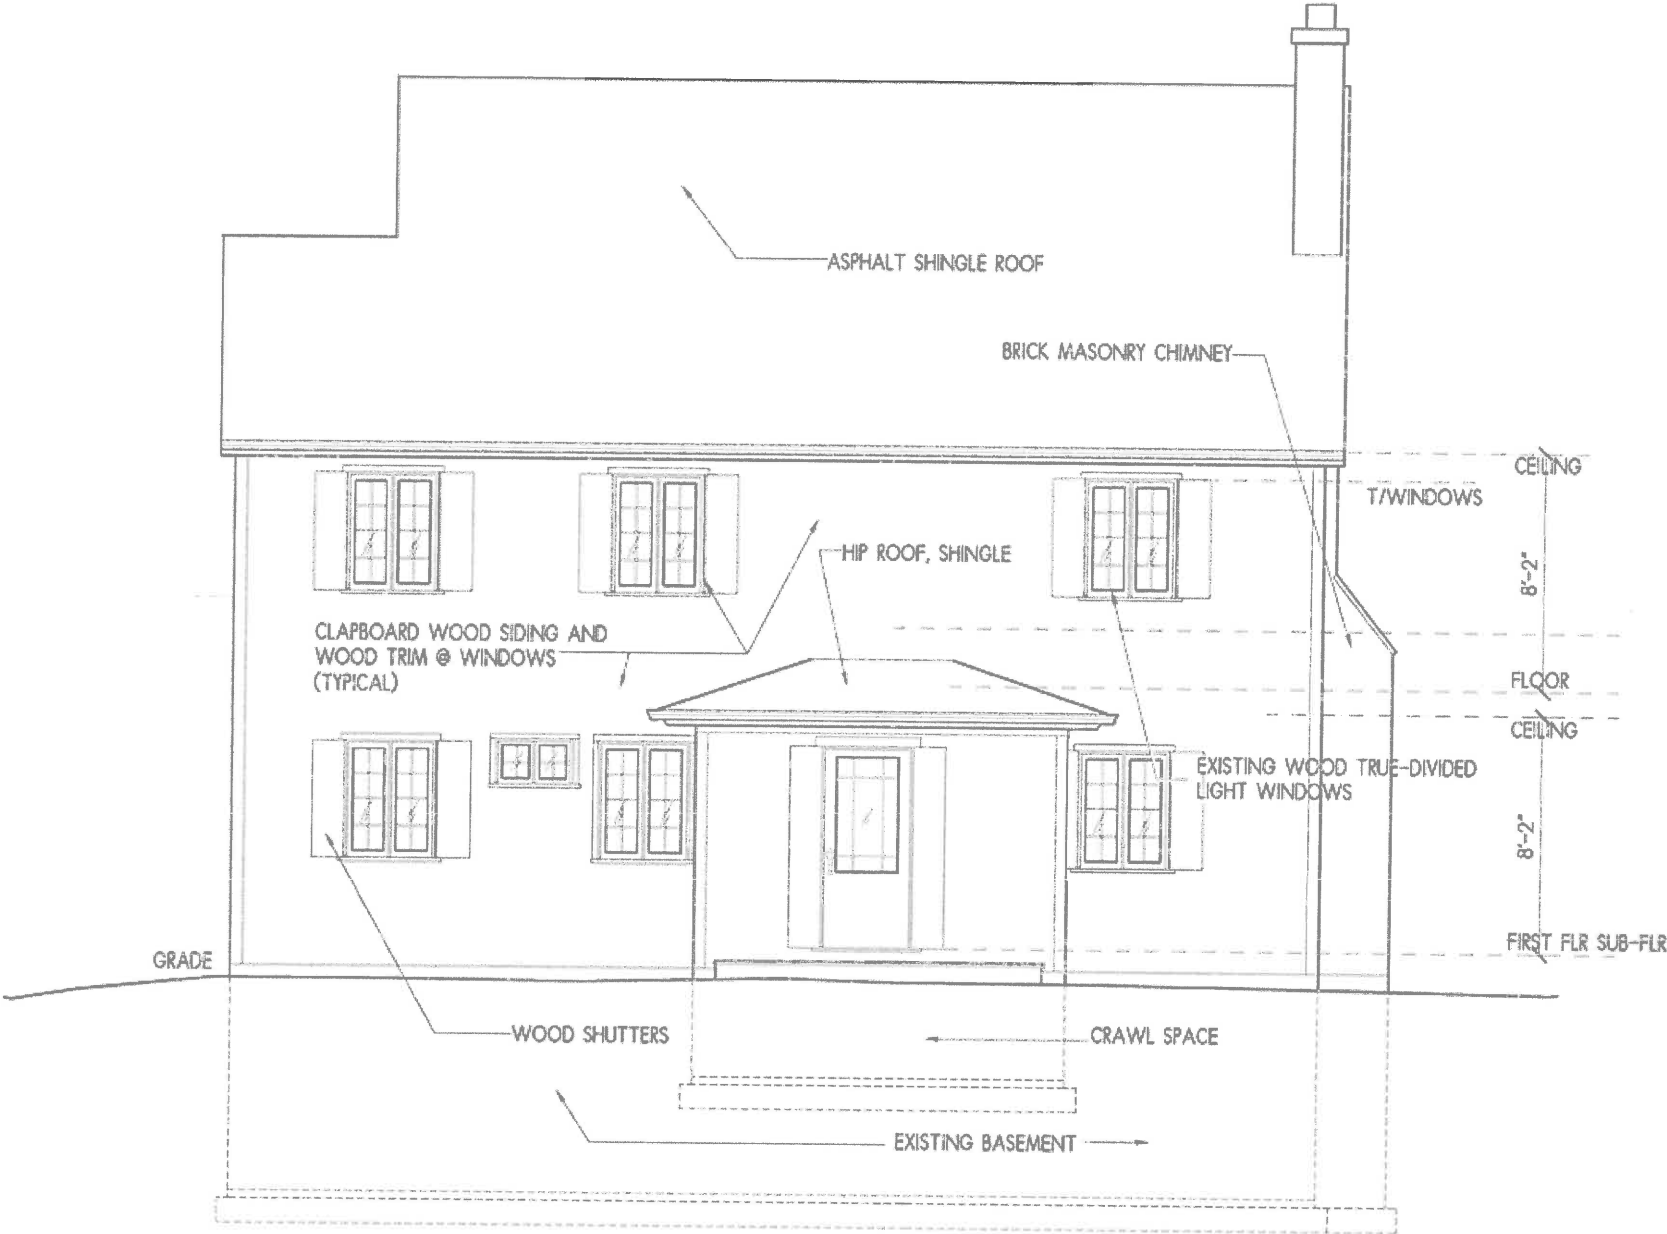 ASPHALT SHINGLE ROOF
BRICK MASONRY CHIMNEY
CEILING
T/WINDOWS
HIP ROOF, SHINGLE
8'-2"
CLAPBOARD WOOD SIDING AND
WOOD TRIM @ WINDOWS
(TYPICAL)
FLOOR
CEILING
EXISTING WOOD TRUE-DIVIDED
LIGHT WINDOWS
8'-2"
FIRST FLR SUB-FLR
GRADE
WOOD SHUTTERS
CRAWL SPACE
EXISTING BASEMENT